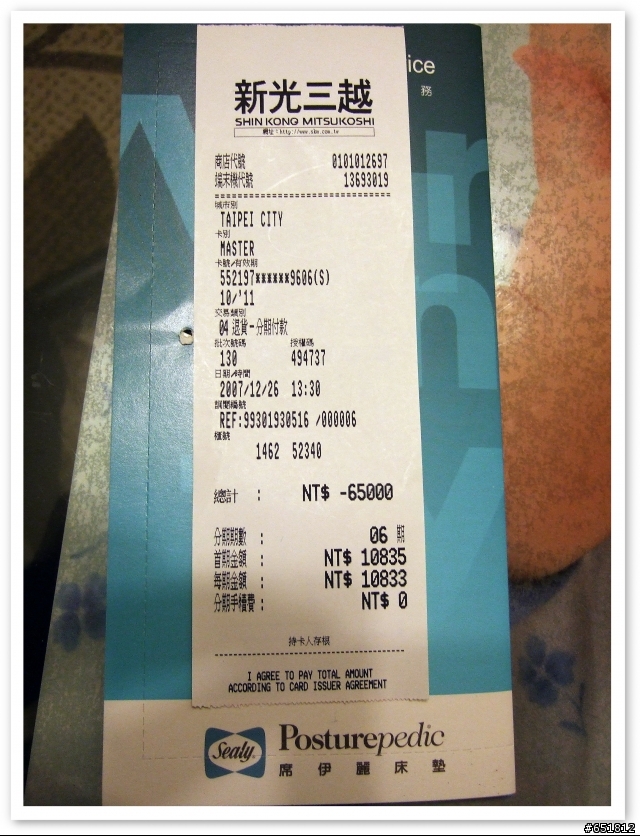 ice
務
新光三越
SHIN KONG MITSUKOSHI
網址:http://www.skm.com.tw
商店代號 0101012697
端末機代號 13693019
城市別
TAIPEI CITY
卡別
MASTER
卡號/有效期
552197******9606(S)
10/'11
交易類別
04 退貨-分期付款
批次號碼 授權碼
130 494737
日期/時間
2007/12/26 13:30
調閱編號
REF:99301930516 /000006
櫃號
1462 52340
總計 : NT$ -65000
分期期數 : 06 期
首期金額 : NT$ 10835
每期金額 : NT$ 10833
分期手續費 : NT$ 0
持卡人存根
I AGREE TO PAY TOTAL AMOUNT
ACCORDING TO CARD ISSUER AGREEMENT
Sealy Posturepedic
席伊麗床墊
#651812